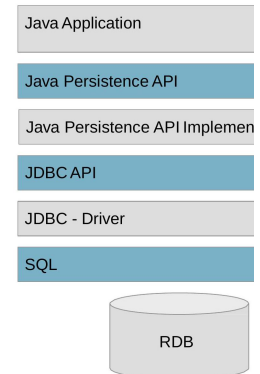 Java Application
Java Persistence API
Java Persistence API Implemen
JDBC API
JDBC - Driver
SQL
RDB